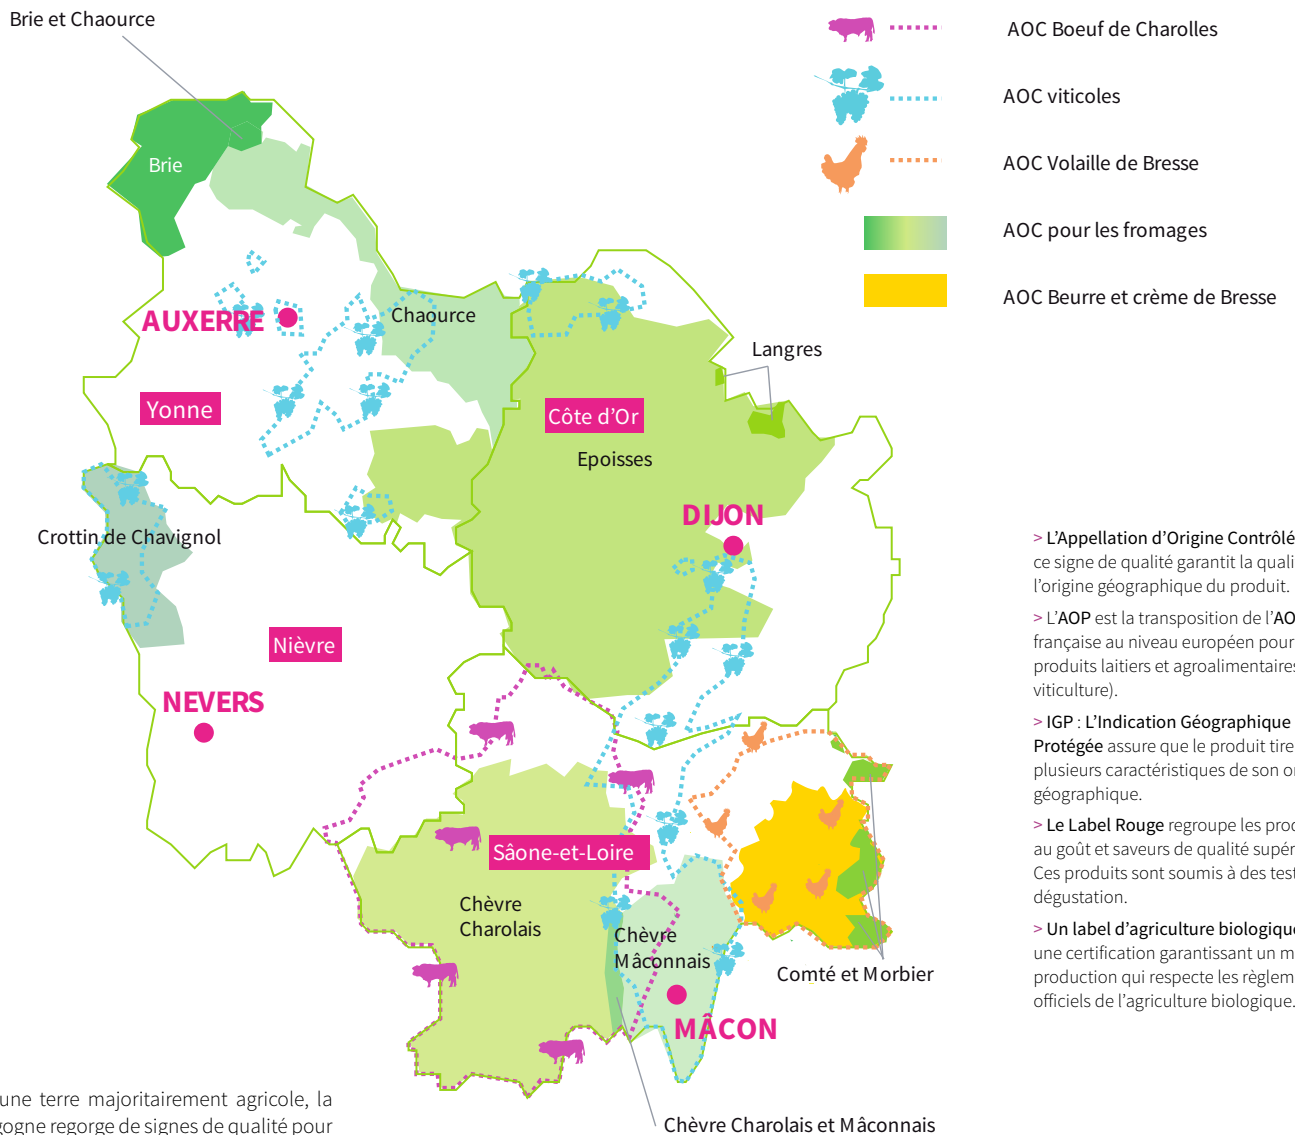 Brie et Chaource
AOC Boeuf de Charolles
AOC viticoles
AOC Volaille de Bresse
AOC pour les fromages
AOC Beurre et crème de Bresse
Brie
AUXERRE
Chaource
Langres
Yonne
Côte d'Or
Epoisses
DIJON
Crottin de Chavignol
Nièvre
NEVERS
Sâone-et-Loire
Chèvre
Charolais
Chèvre
Mâconnais
Comté et Morbier
MÂCON
Chèvre Charolais et Mâconnais
> L'Appellation d'Origine Contrôlé
ce signe de qualité garantit la quali
l'origine géographique du produit.
> L'AOP est la transposition de l'AO
française au niveau européen pour
produits laitiers et agroalimentaires
viticulture).
> IGP : L'Indication Géographique
Protégée assure que le produit tire
plusieurs caractéristiques de son or
géographique.
> Le Label Rouge regroupe les prod
au goût et saveurs de qualité supér
Ces produits sont soumis à des test
dégustation.
> Un label d'agriculture biologique
une certification garantissant un m
production qui respecte les règlem
officiels de l'agriculture biologique.
une terre majoritairement agricole, la
gogne regorge de signes de qualité pour